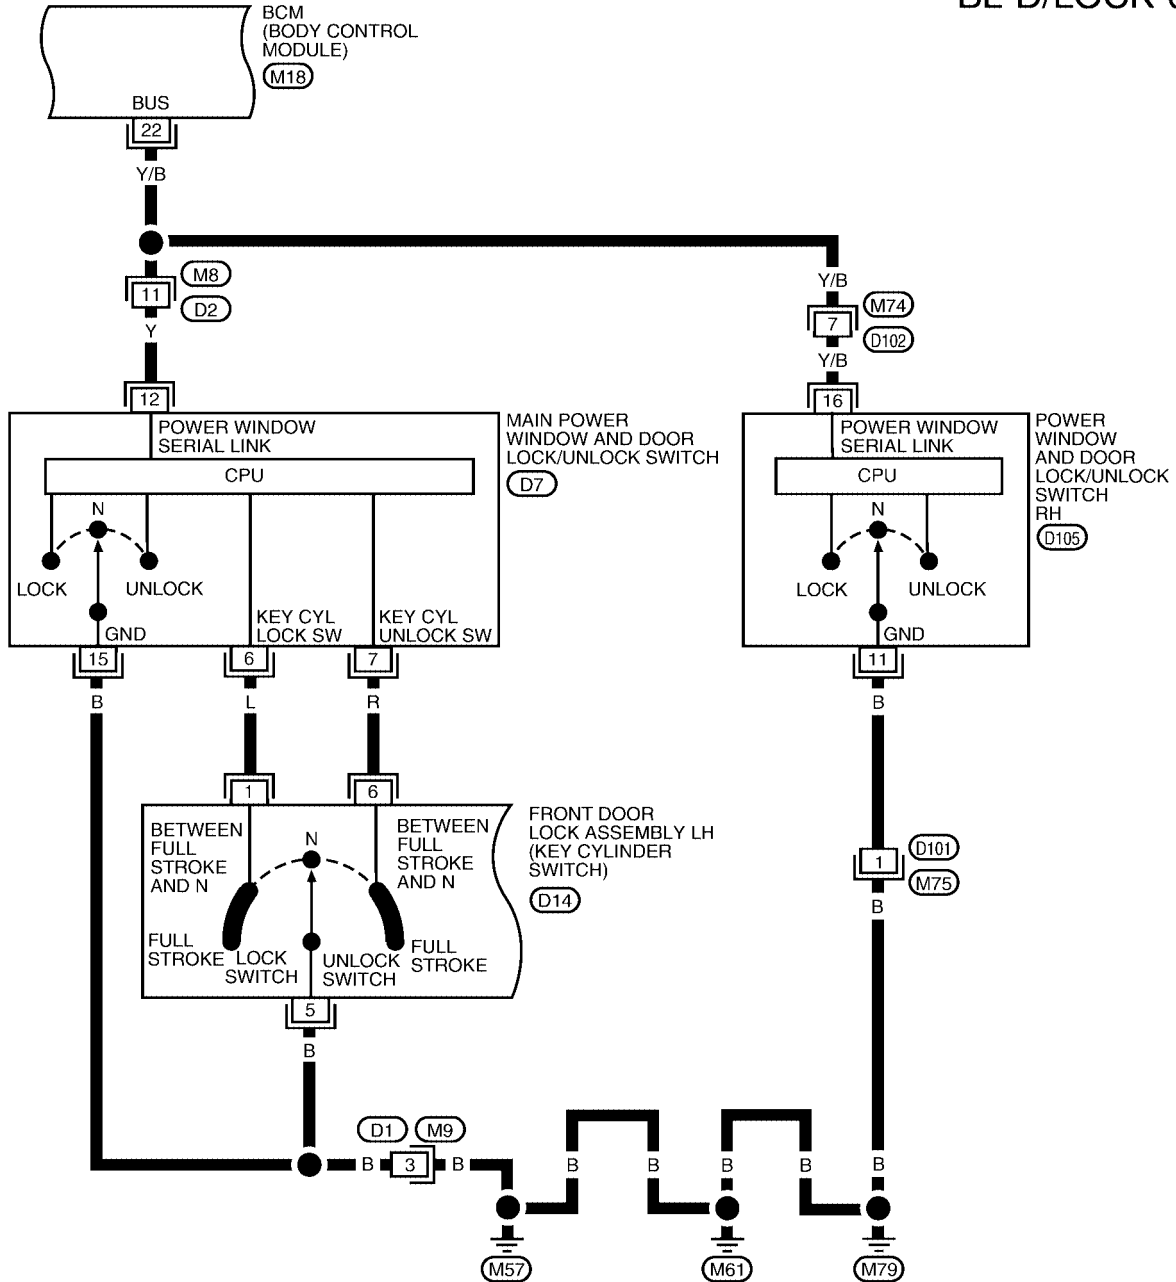 BCM
(BODY CONTROL
MODULE)
M18
BUS
22
Y/B
M8
11
D2
Y
12
Y/B
M74
7
D102
Y/B
16
POWER WINDOW
SERIAL LINK
CPU
N
LOCK
UNLOCK
GND
KEY CYL
LOCK SW
KEY CYL
UNLOCK SW
MAIN POWER
WINDOW AND DOOR
LOCK/UNLOCK SWITCH
D7
POWER WINDOW
SERIAL LINK
CPU
N
LOCK
UNLOCK
GND
POWER
WINDOW
AND DOOR
LOCK/UNLOCK
SWITCH
RH
D105
15
6
7
11
B
L
R
B
1
6
BETWEEN
FULL
STROKE
AND N
N
BETWEEN
FULL
STROKE
AND N
FULL
STROKE
LOCK
SWITCH
UNLOCK
SWITCH
FULL
STROKE
FRONT DOOR
LOCK ASSEMBLY LH
(KEY CYLINDER
SWITCH)
D14
D101
1
M75
B
5
B
D1
M9
B
3
B
B
B
B
B
B
M57
M61
M79